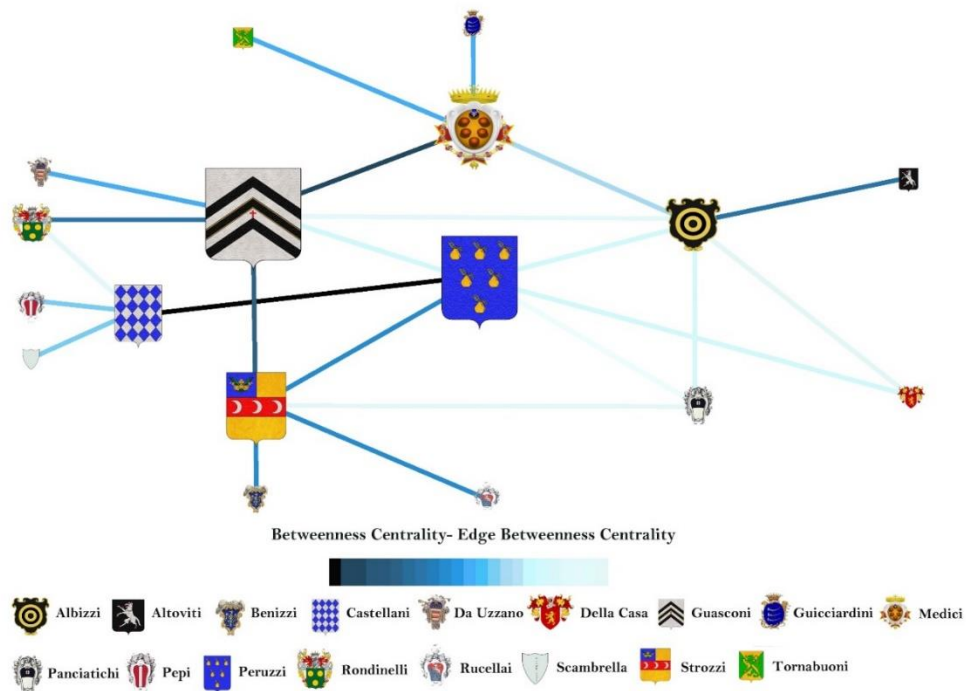 Betweenness Centrality- Edge Betweenness Centrality
Albizzi Altoviti Benizzi Castellani Da Uzzano Della Casa Guasconi Guicciardini Medici
Panciatichi Pepi Peruzzi Rondinelli Rucellai Scambrella Strozzi Tornabuoni